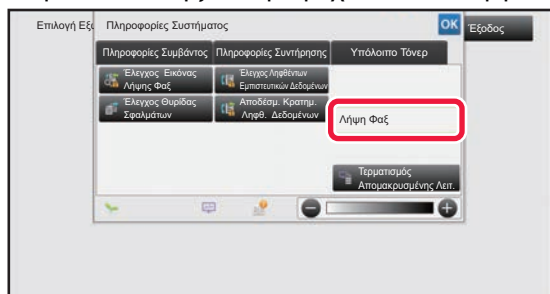 Επιλογή Εξ
Πληροφορίες Συστήματος
OK
Έξοδος
Πληροφορίες Συμβάντος
Πληροφορίες Συντήρησης
Υπόλοιπο Τόνερ
Έλεγχος Εικόνας
Λήψης Φαξ
Έλεγχος Ληφθέντων
Εμπιστευτικών Δεδομένων
Έλεγχος Θυρίδας
Σφαλμάτων
Αποδέσμ. Κρατημ.
Ληφθ. Δεδομένων
Λήψη Φαξ
Τερματισμός
Απομακρυσμένης Λειτ.